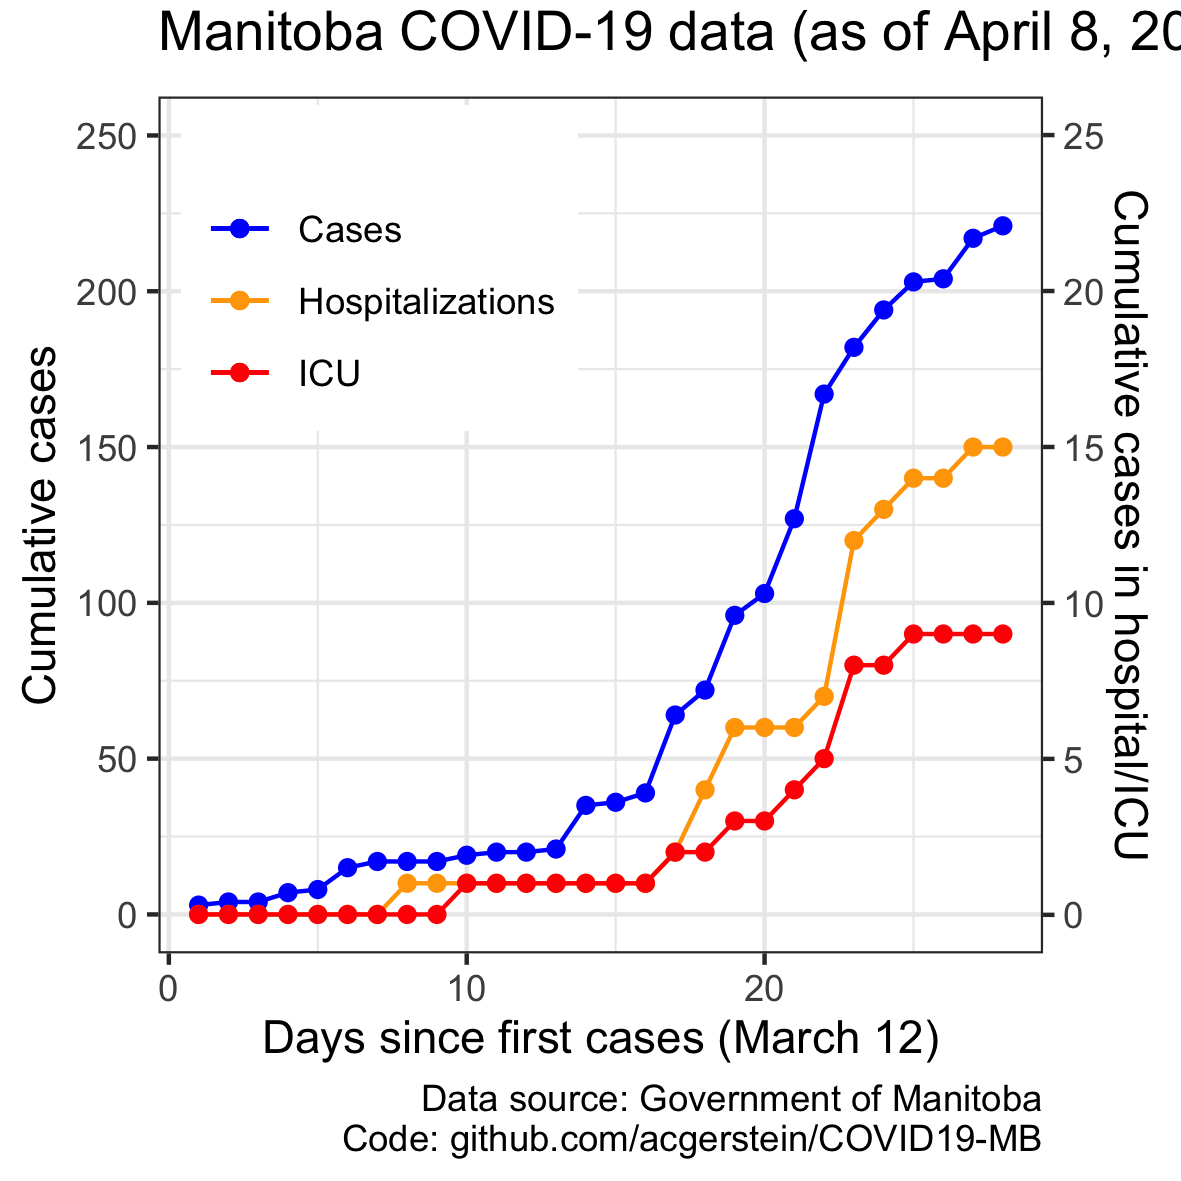 Manitoba COVID-19 data (as of April 8, 20
250
200
150
100
50
0
Cumulative cases
Cases
Hospitalizations
ICU
25
20
15
10
5
0
Cumulative cases in hospital/ICU
0 10 20
Days since first cases (March 12)
Data source: Government of Manitoba
Code: github.com/acgerstein/COVID19-MB